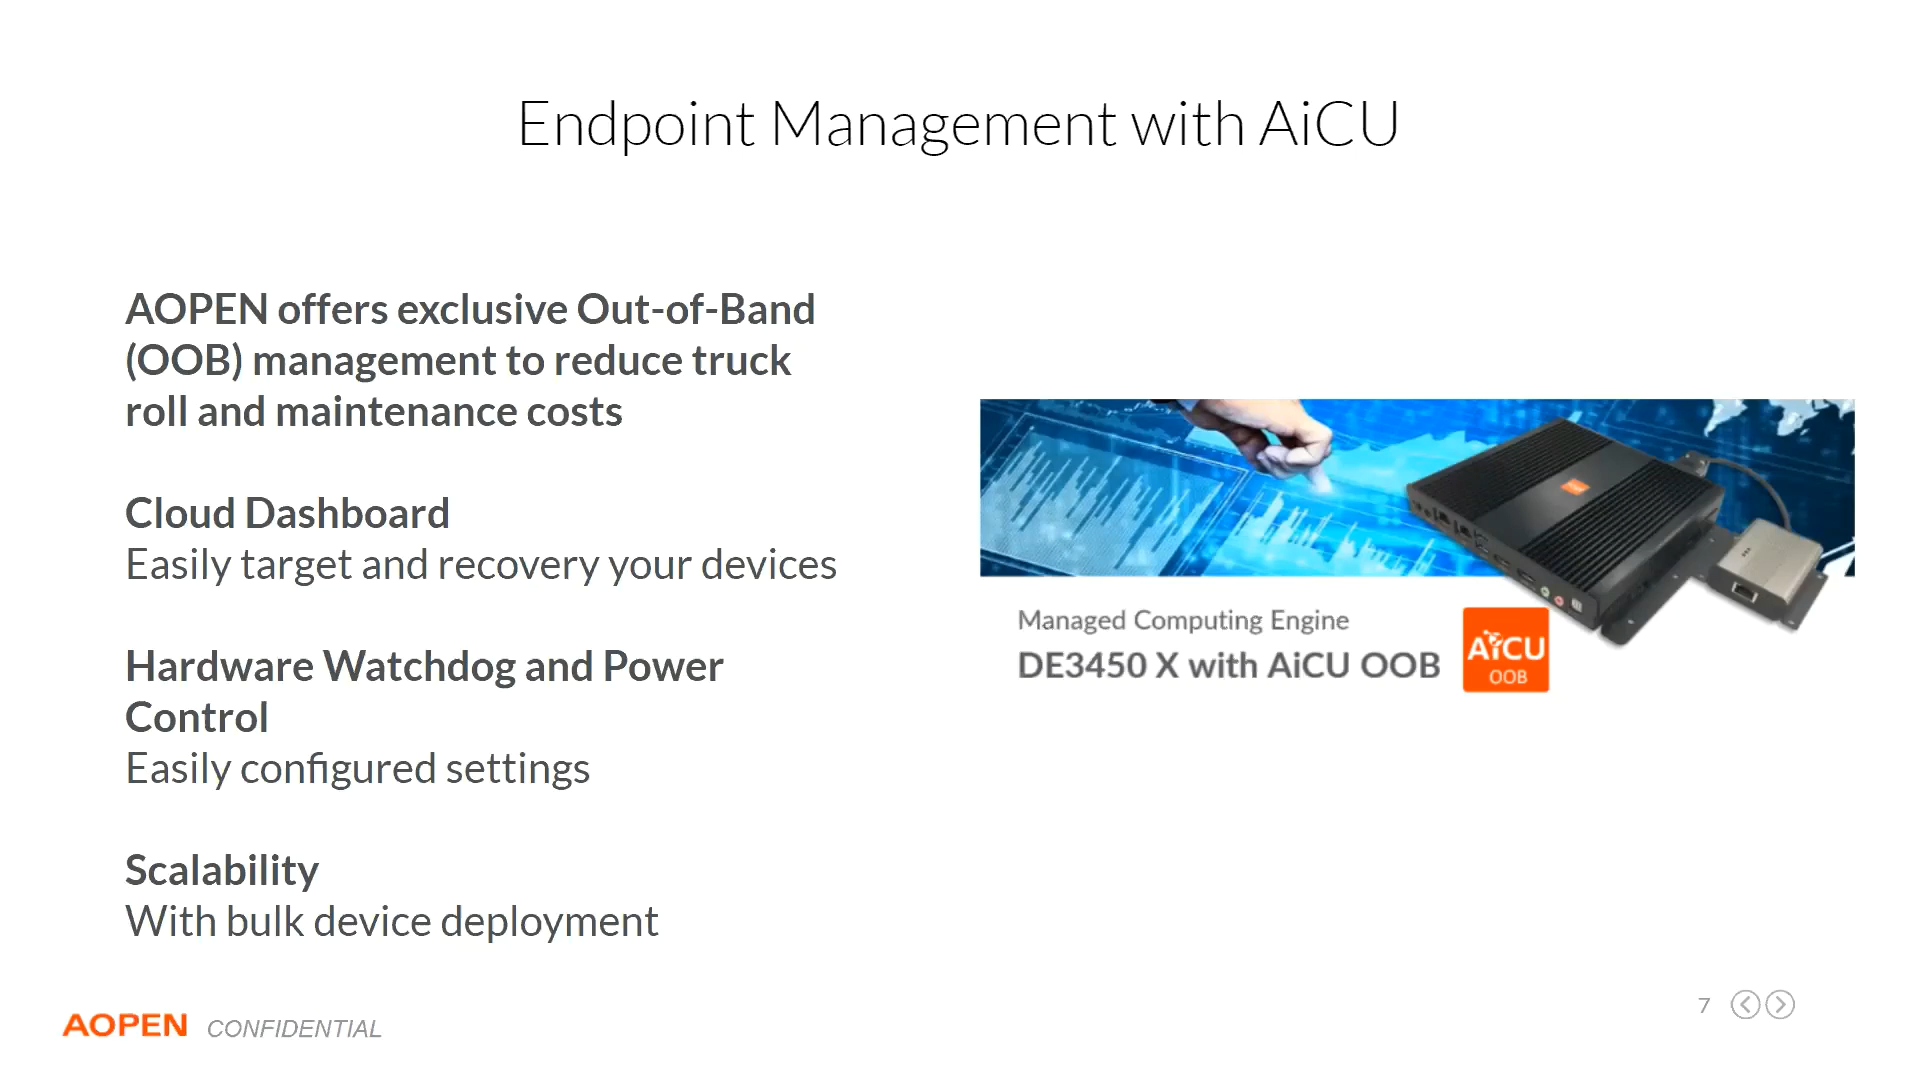 Endpoint Management with AiCU
AOPEN offers exclusive Out-of-Band
(OOB) management to reduce truck
roll and maintenance costs
Cloud Dashboard
Easily target and recovery your devices
Hardware Watchdog and Power
Control
Easily configured settings
Scalability
With bulk device deployment
Managed Computing Engine
DE3450 X with AiCU OOB
AiCU
OOB
AOPEN CONFIDENTIAL
7